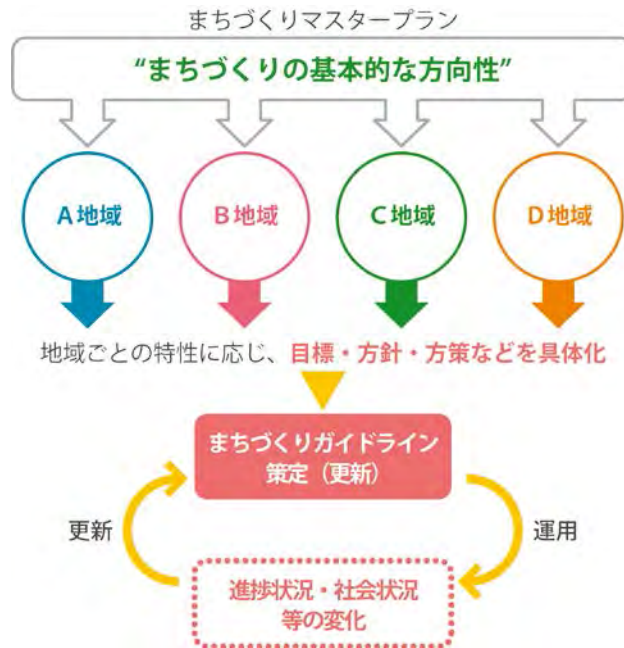 まちづくりマスタープラン
“まちづくりの基本的な方向性”
A地域
B地域
C地域
D地域
地域ごとの特性に応じ、目標・方針・方策などを具体化
まちづくりガイドライン
策定（更新）
更新
運用
進捗状況・社会状況
等の変化